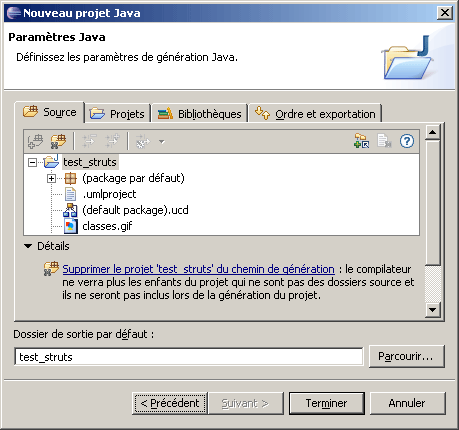 Nouveau projet Java
Paramètres Java
Définissez les paramètres de génération Java.
Source Projets Bibliothèques Ordre et exportation
test_struts
(package par défaut)
.umlproject
(default package).ucd
classes.gif
Détails
Supprimer le projet 'test_struts' du chemin de génération : le compilateur
ne verra plus les enfants du projet qui ne sont pas des dossiers source et
ils ne seront pas inclus lors de la génération du projet.
Dossier de sortie par défaut :
test_struts
Parcourir...
< Précédent Suivant > Terminer Annuler